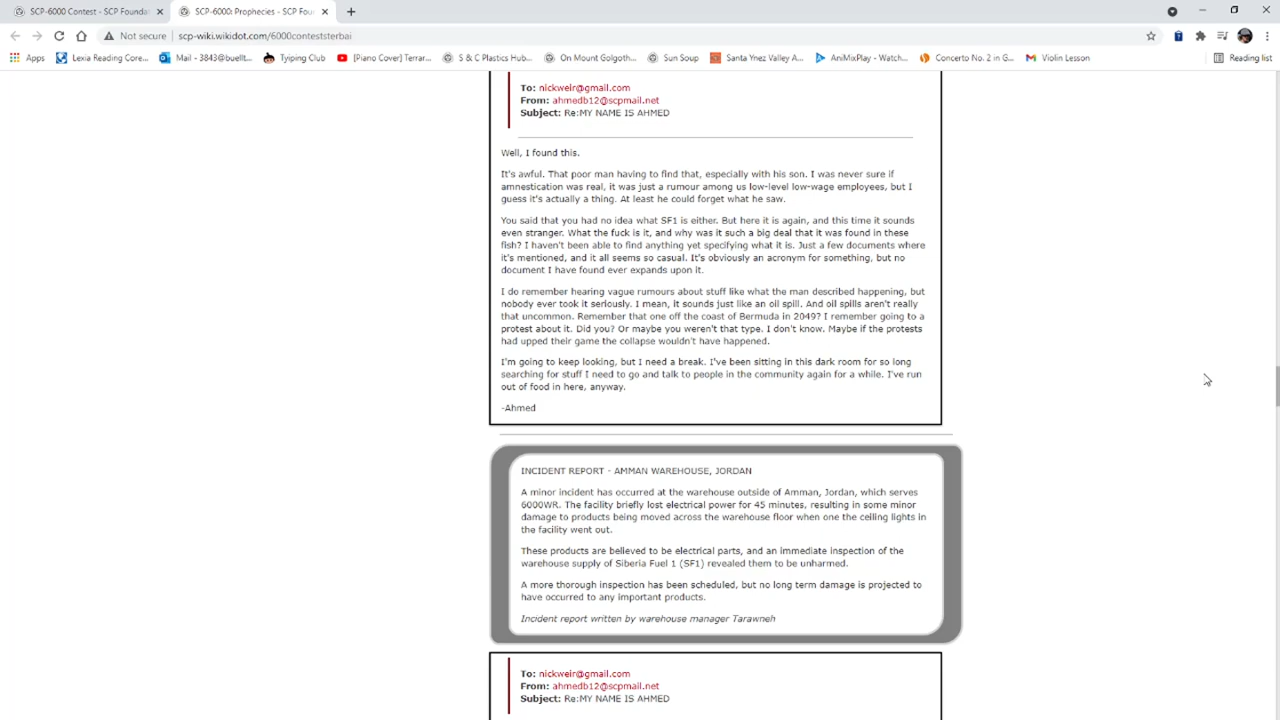 SCP-6000 Contest - SCP Founda
SCP-6000: Prophecies - SCP Fou
Not secure
scp-wiki.wikidot.com/6000conteststerbai
Apps
Lexia Reading Core...
Mail - 3843@buellt...
Tyiping Club
[Piano Cover] Terrar...
S & C Plastics Hub...
On Mount Golgoth...
Sun Soup
Santa Ynez Valley A...
AniMixPlay - Watch...
Concerto No. 2 in G...
Violin Lesson
Reading list
To: nickweir@gmail.com
From: ahmedb12@scpmail.net
Subject: Re:MY NAME IS AHMED
Well, I found this.
It's awful. That poor man having to find that, especially with his son. I was never sure if
amnestication was real, it was just a rumour among us low-level low-wage employees, but I
guess it's actually a thing. At least he could forget what he saw.
You said that you had no idea what SF1 is either. But here it is again, and this time it sounds
even stranger. What the fuck is it, and why was it such a big deal that it was found in these
fish? I haven't been able to find anything yet specifying what it is. Just a few documents where
it's mentioned, and it all seems so casual. It's obviously an acronym for something, but no
document I have found ever expands upon it.
I do remember hearing vague rumours about stuff like what the man described happening, but
nobody ever took it seriously. I mean, it sounds just like an oil spill. And oil spills aren't really
that uncommon. Remember that one off the coast of Bermuda in 2049? I remember going to a
protest about it. Did you? Or maybe you weren't that type. I don't know. Maybe if the protests
had upped their game the collapse wouldn't have happened.
I'm going to keep looking, but I need a break. I've been sitting in this dark room for so long
searching for stuff I need to go and talk to people in the community again for a while. I've run
out of food in here, anyway.
-Ahmed
INCIDENT REPORT - AMMAN WAREHOUSE, JORDAN
A minor incident has occurred at the warehouse outside of Amman, Jordan, which serves
6000WR. The facility briefly lost electrical power for 45 minutes, resulting in some minor
damage to products being moved across the warehouse floor when one the ceiling lights in
the facility went out.
These products are believed to be electrical parts, and an immediate inspection of the
warehouse supply of Siberia Fuel 1 (SF1) revealed them to be unharmed.
A more thorough inspection has been scheduled, but no long term damage is projected to
have occurred to any important products.
Incident report written by warehouse manager Tarawneh
To: nickweir@gmail.com
From: ahmedb12@scpmail.net
Subject: Re:MY NAME IS AHMED